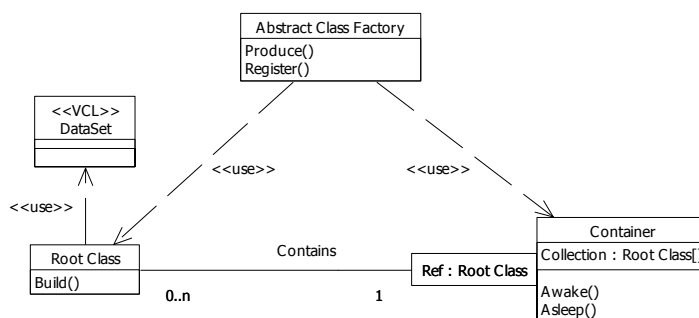 Abstract Class Factory
Produce()
Register()
<<VCL>>
DataSet
<<use>>
<<use>>
<<use>>
Root Class
Build()
Contains
0..n
1
Ref : Root Class
Container
Collection : Root Class[]
Awake()
Asleep()